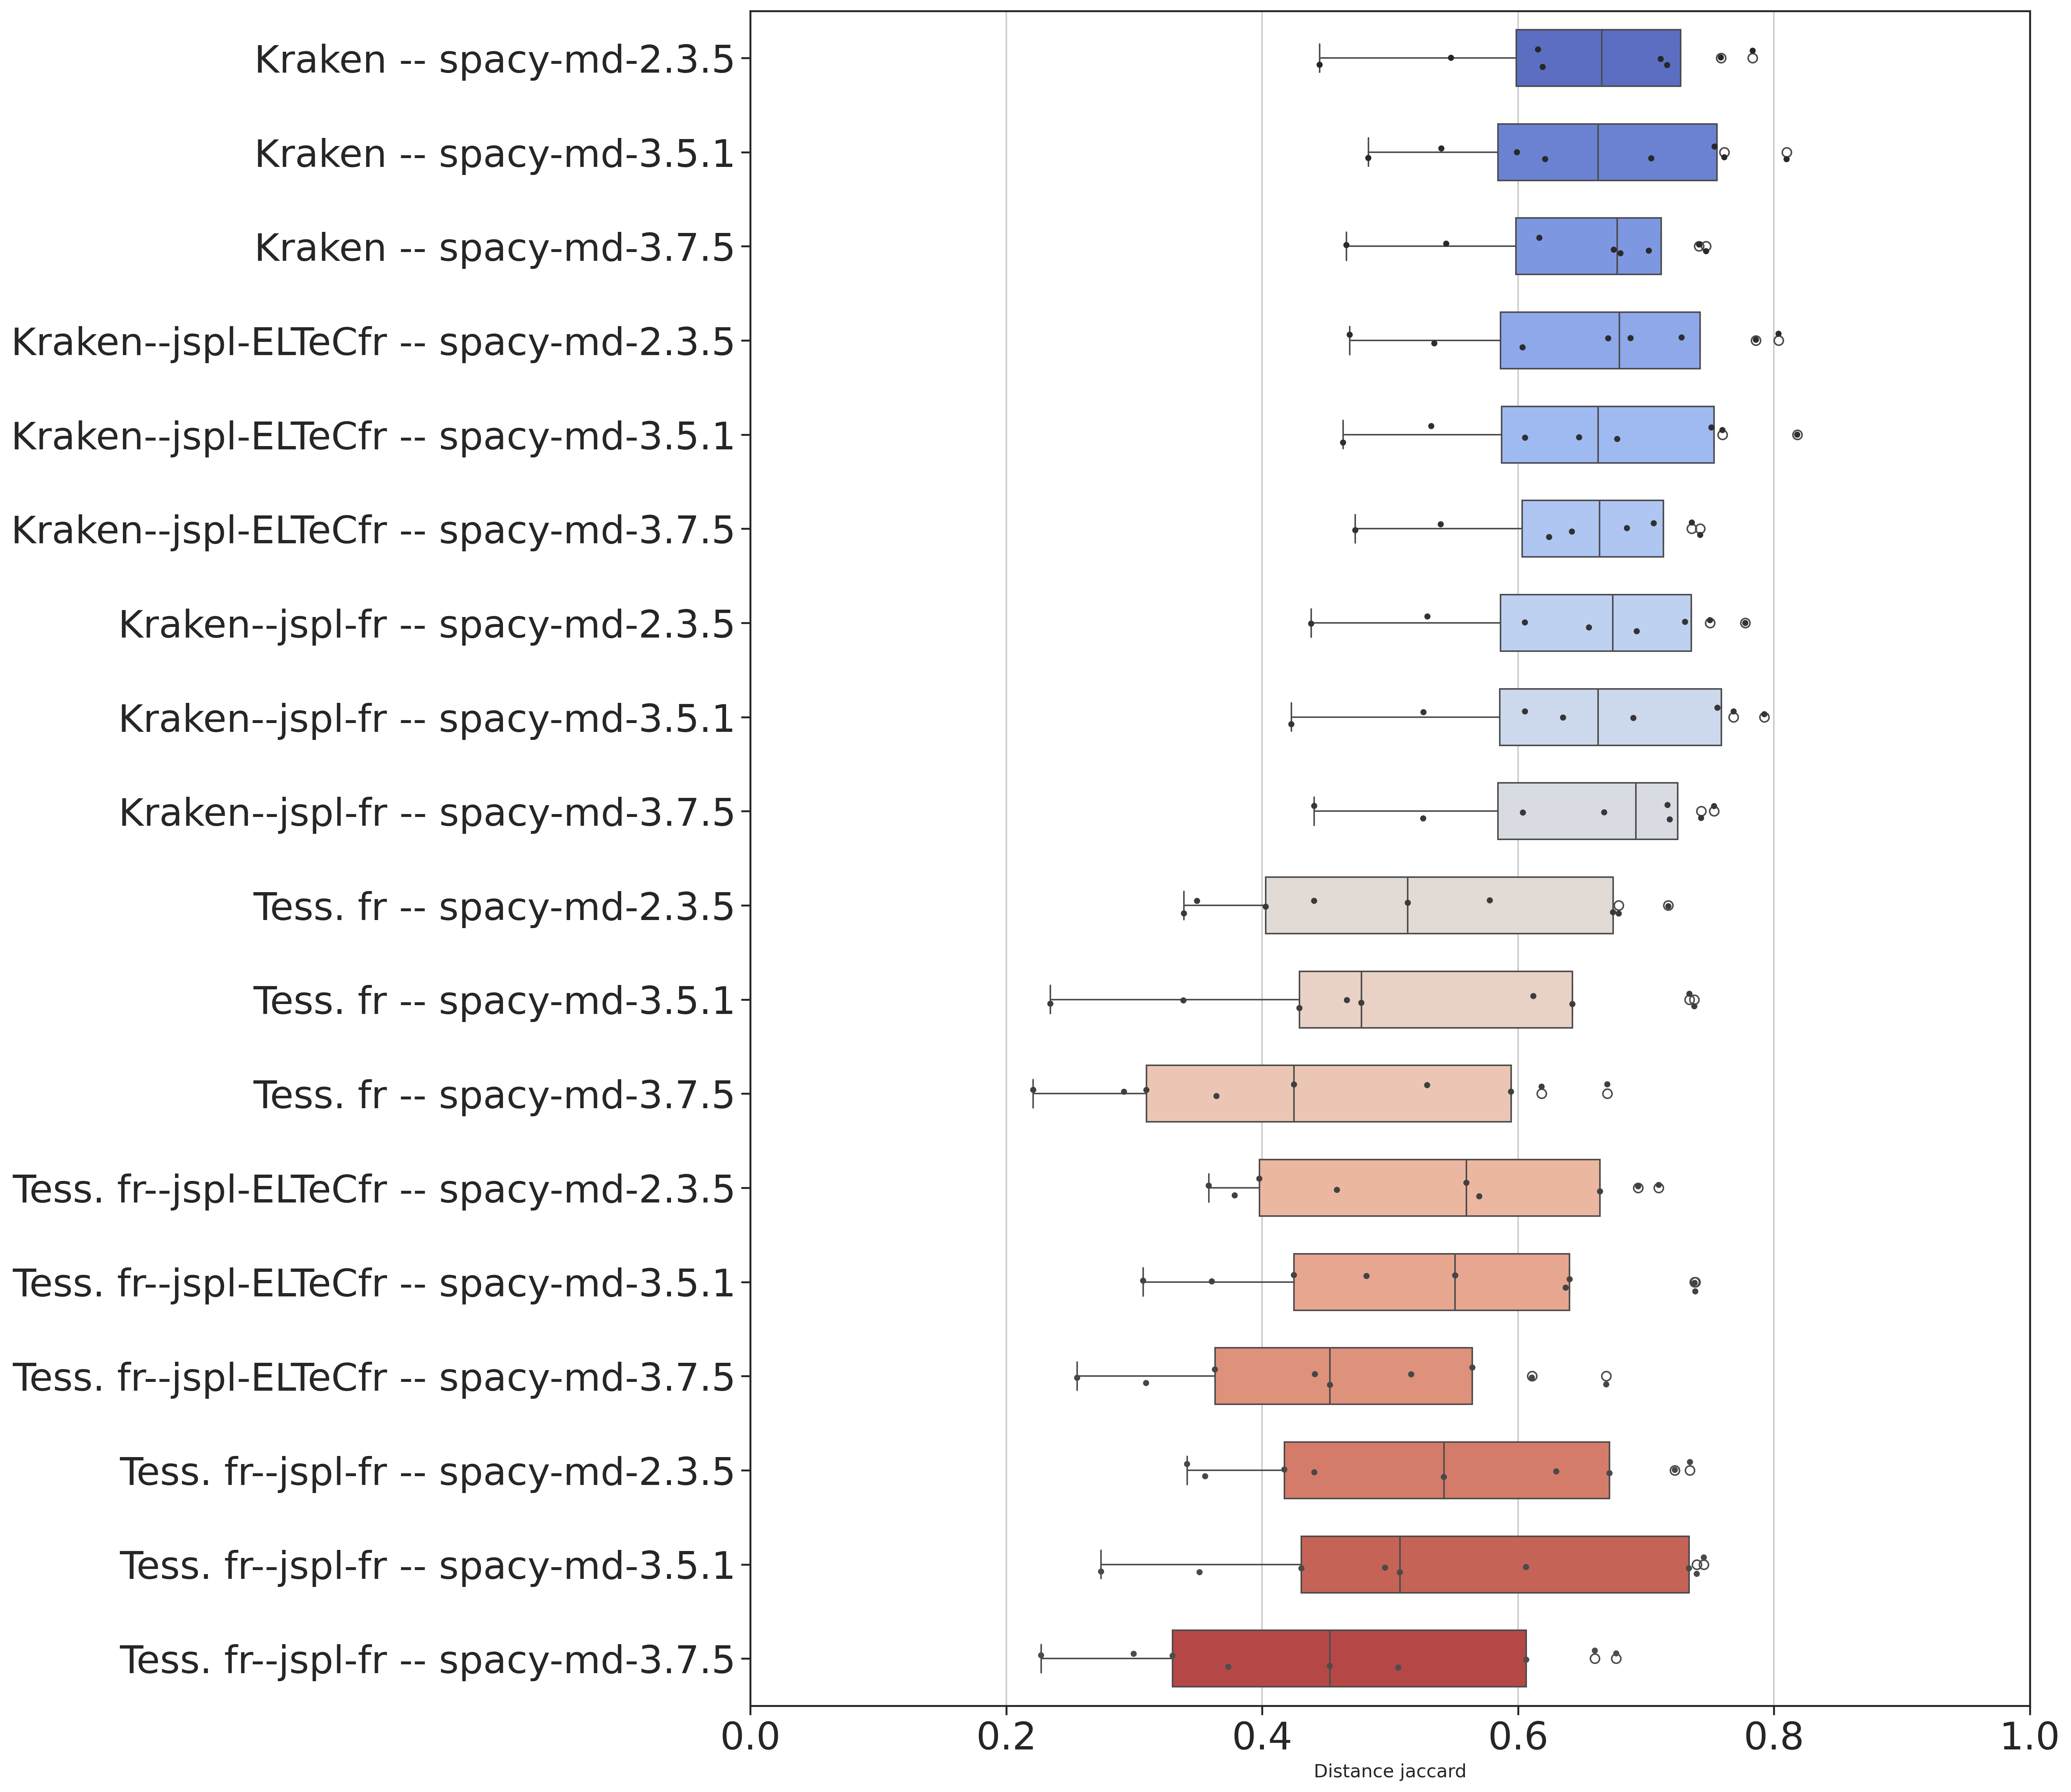 Kraken -- spacy-md-2.3.5
Kraken -- spacy-md-3.5.1
Kraken -- spacy-md-3.7.5
Kraken--jspl-ELTeCfr -- spacy-md-2.3.5
Kraken--jspl-ELTeCfr -- spacy-md-3.5.1
Kraken--jspl-ELTeCfr -- spacy-md-3.7.5
Kraken--jspl-fr -- spacy-md-2.3.5
Kraken--jspl-fr -- spacy-md-3.5.1
Kraken--jspl-fr -- spacy-md-3.7.5
Tess. fr -- spacy-md-2.3.5
Tess. fr -- spacy-md-3.5.1
Tess. fr -- spacy-md-3.7.5
Tess. fr--jspl-ELTeCfr -- spacy-md-2.3.5
Tess. fr--jspl-ELTeCfr -- spacy-md-3.5.1
Tess. fr--jspl-ELTeCfr -- spacy-md-3.7.5
Tess. fr--jspl-fr -- spacy-md-2.3.5
Tess. fr--jspl-fr -- spacy-md-3.5.1
Tess. fr--jspl-fr -- spacy-md-3.7.5
0.0 0.2 0.4 0.6 0.8 1.0
Distance jaccard